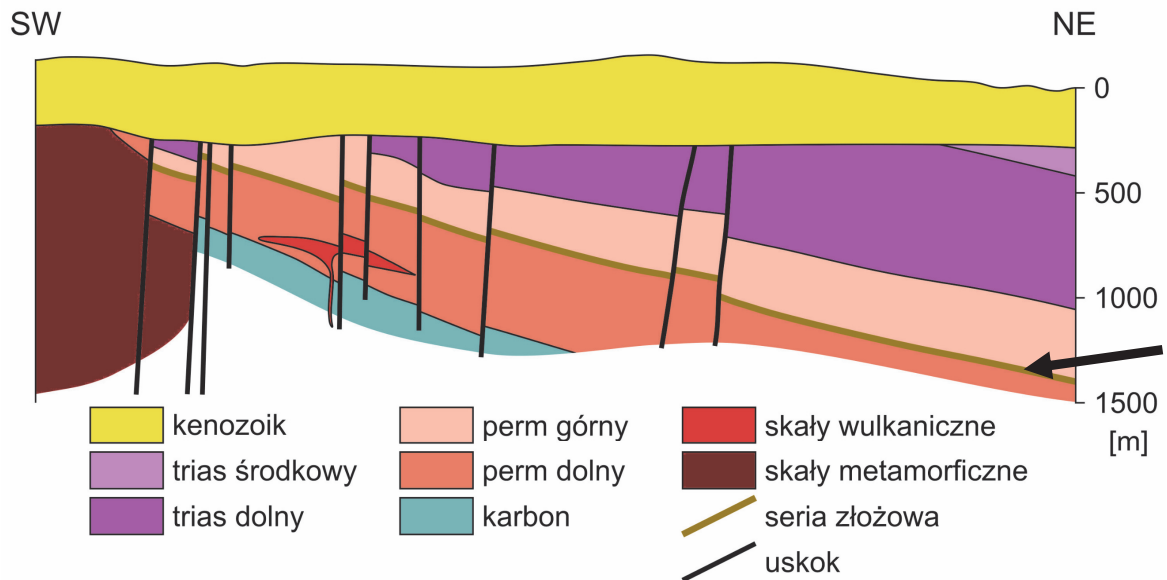 SW
NE
0
500
1000
1500
[m]
kenozoik
perm górny
skały wulkaniczne
trias środkowy
perm dolny
skały metamorficzne
trias dolny
karbon
seria złożowa
uskok